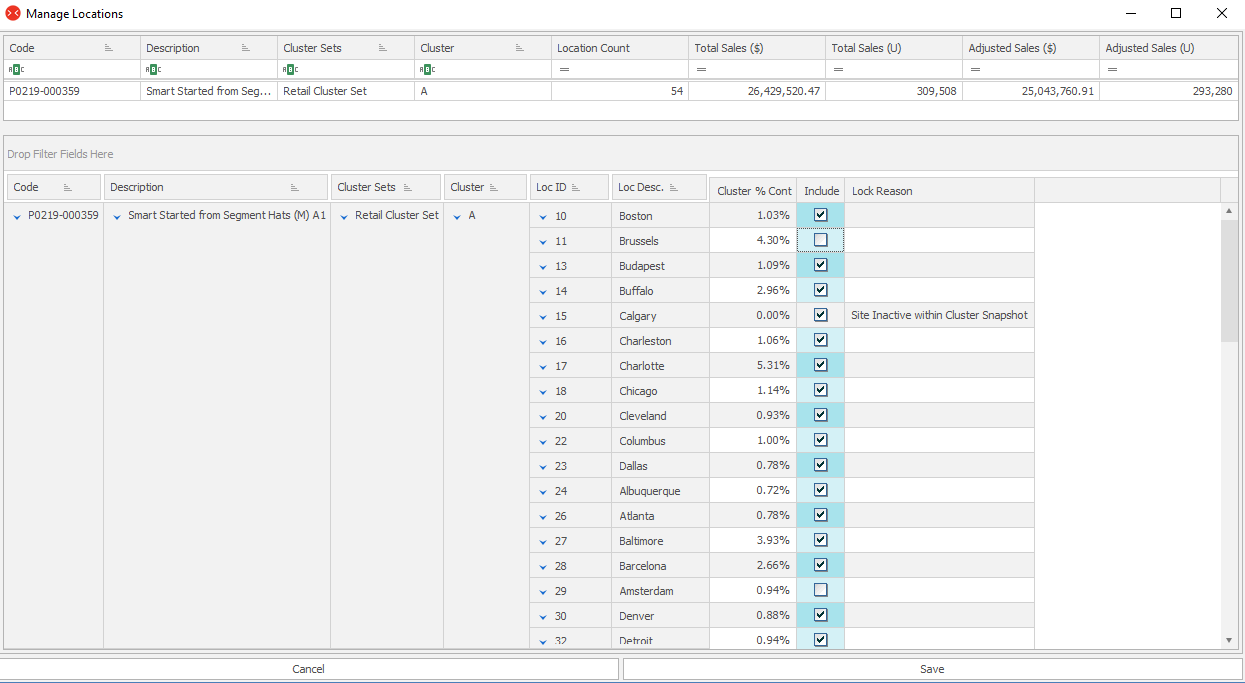 Manage Locations
Code Description Cluster Sets Cluster Location Count Total Sales ($) Total Sales (U) Adjusted Sales ($) Adjusted Sales (U)
ABC ABC ABC ABC = = = = =
P0219-000359 Smart Started from Seg... Retail Cluster Set A 54 26,429,520.47 309,508 25,043,760.91 293,280
Drop Filter Fields Here
Code Description Cluster Sets Cluster Loc ID Loc Desc. Cluster % Cont Include Lock Reason
P0219-000359 Smart Started from Segment Hats (M) A1 Retail Cluster Set A 10 Boston 1.03%
11 Brussels 4.30%
13 Budapest 1.09%
14 Buffalo 2.96%
15 Calgary 0.00% Site Inactive within Cluster Snapshot
16 Charleston 1.06%
17 Charlotte 5.31%
18 Chicago 1.14%
20 Cleveland 0.93%
22 Columbus 1.00%
23 Dallas 0.78%
24 Albuquerque 0.72%
26 Atlanta 0.78%
27 Baltimore 3.93%
28 Barcelona 2.66%
29 Amsterdam 0.94%
30 Denver 0.88%
32 Detroit 0.94%
Cancel Save